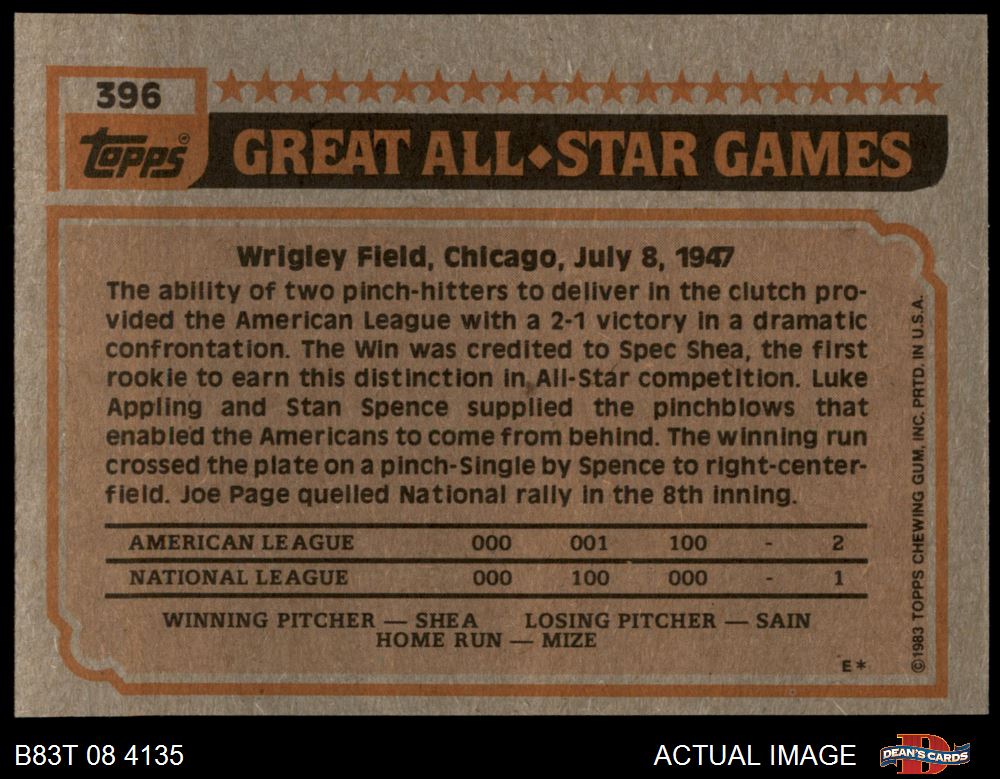 396
topps®
GREAT ALL◆STAR GAMES
Wrigley Field, Chicago, July 8, 1947
The ability of two pinch-hitters to deliver in the clutch pro-
vided the American League with a 2-1 victory in a dramatic
confrontation. The Win was credited to Spec Shea, the first
rookie to earn this distinction in All-Star competition. Luke
Appling and Stan Spence supplied the pinchblows that
enabled the Americans to come from behind. The winning run
crossed the plate on a pinch-Single by Spence to right-center-
field. Joe Page quelled National rally in the 8th inning.
AMERICAN LEAGUE 000 001 100 - 2
NATIONAL LEAGUE 000 100 000 - 1
WINNING PITCHER — SHEA LOSING PITCHER — SAIN
HOME RUN — MIZE
E*
©1983 TOPPS CHEWING GUM, INC. PRTD. IN U.S.A.
B83T 08 4135
ACTUAL IMAGE
DEAN'S CARDS